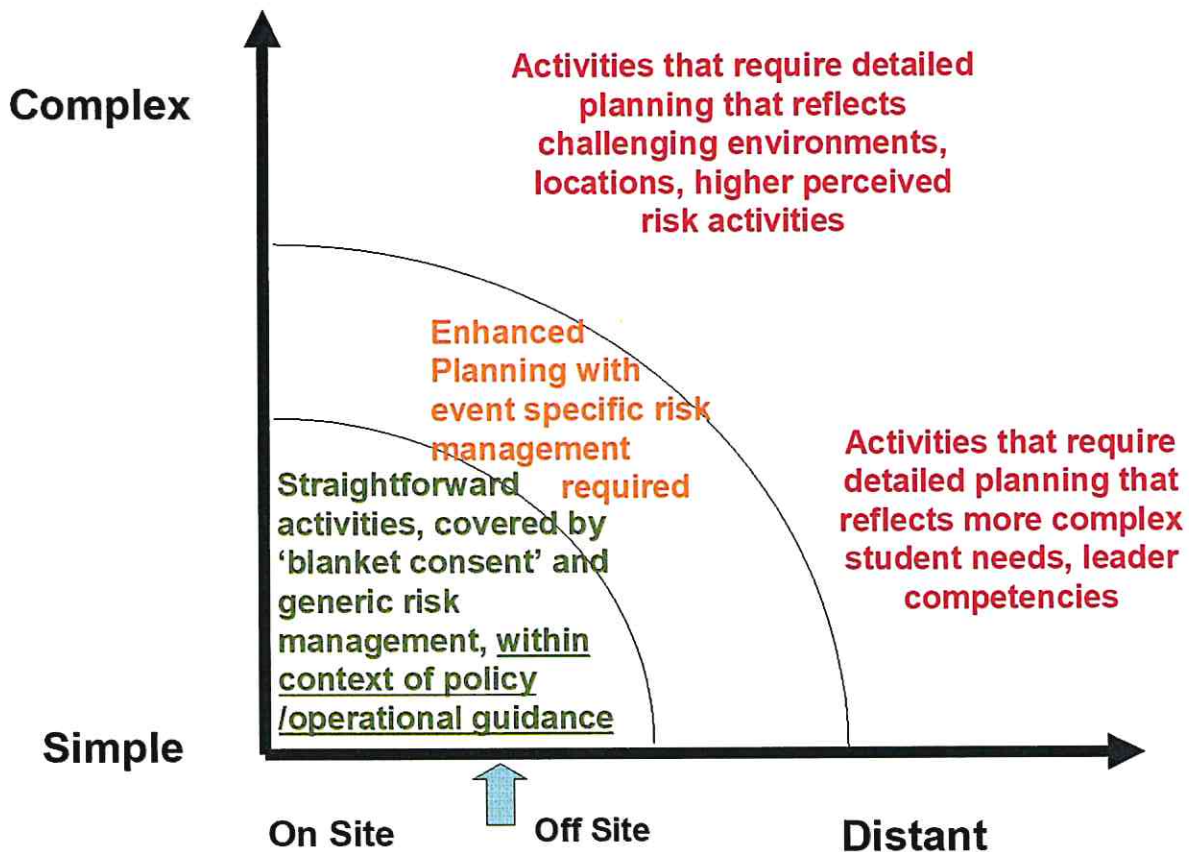 Complex
Activities that require detailed
planning that reflects
challenging environments,
locations, higher perceived
risk activities
Enhanced
Planning with
event specific risk
management
required
Activities that require
detailed planning that
reflects more complex
student needs, leader
competencies
Straightforward
activities, covered by
‘blanket consent’ and
generic risk
management, within
context of policy
/operational guidance
Simple
On Site
Off Site
Distant